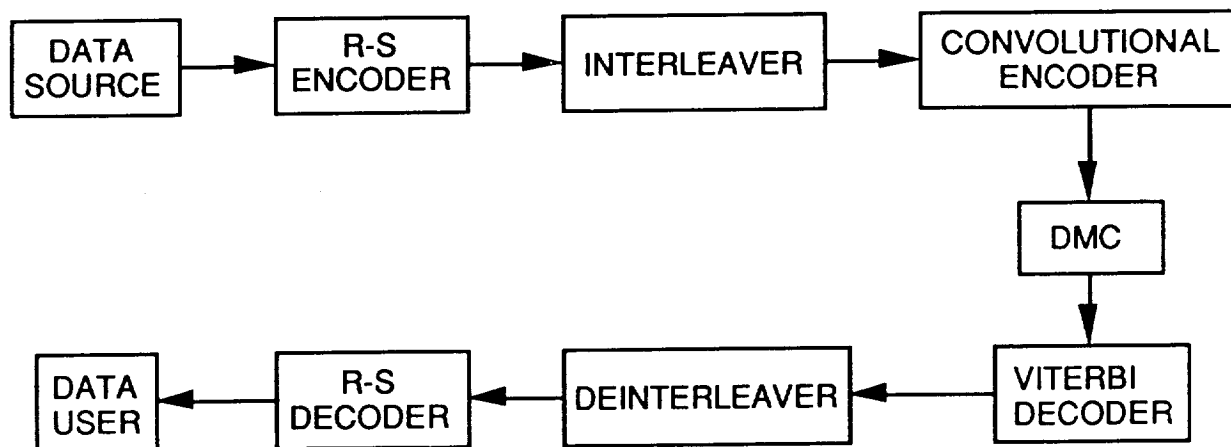 DATA
SOURCE
R-S
ENCODER
INTERLEAVER
CONVOLUTIONAL
ENCODER
DMC
VITERBI
DECODER
DEINTERLEAVER
R-S
DECODER
DATA
USER